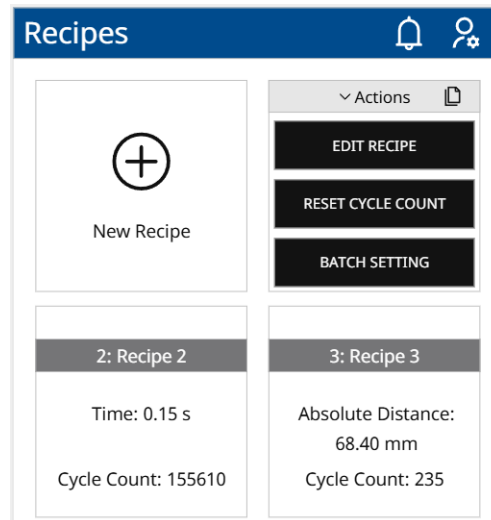 Recipes
New Recipe
Actions
EDIT RECIPE
RESET CYCLE COUNT
BATCH SETTING
2: Recipe 2
Time: 0.15 s
Cycle Count: 155610
3: Recipe 3
Absolute Distance:
68.40 mm
Cycle Count: 235